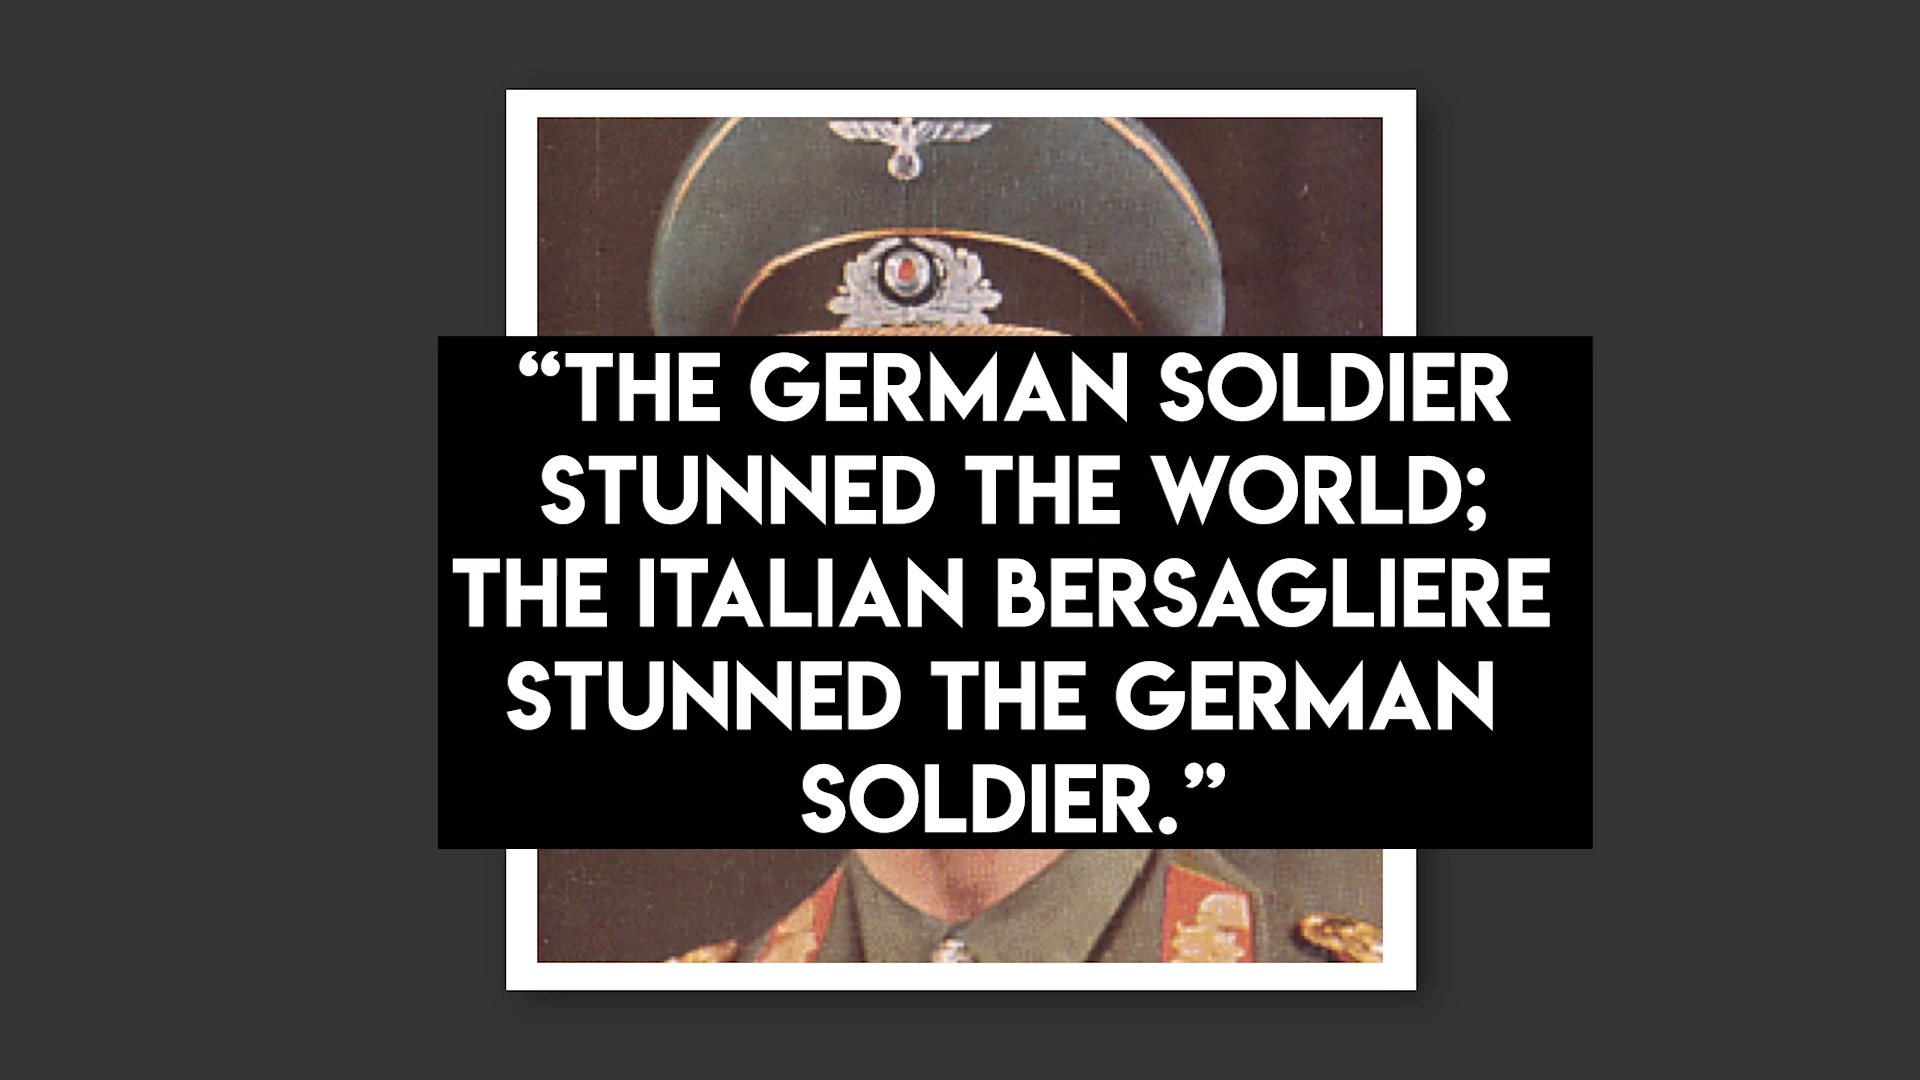 “THE GERMAN SOLDIER
STUNNED THE WORLD;
THE ITALIAN BERSAGLIERE
STUNNED THE GERMAN
SOLDIER.”